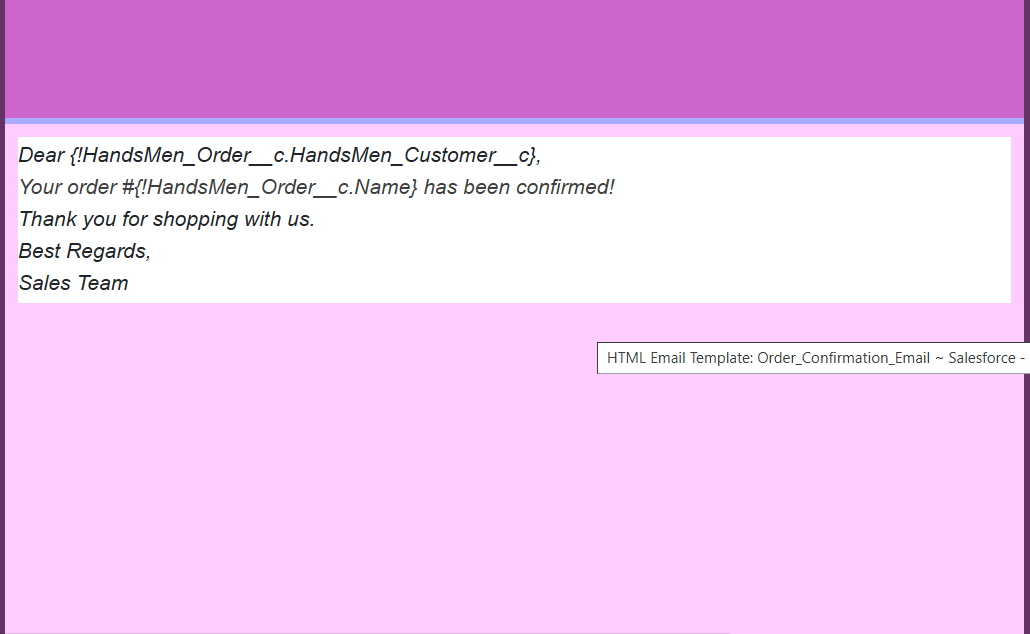 Dear {!HandsMen_Order__c.HandsMen_Customer__c},
Your order #{!HandsMen_Order__c.Name} has been confirmed!
Thank you for shopping with us.
Best Regards,
Sales Team
HTML Email Template: Order_Confirmation_Email ~ Salesforce -